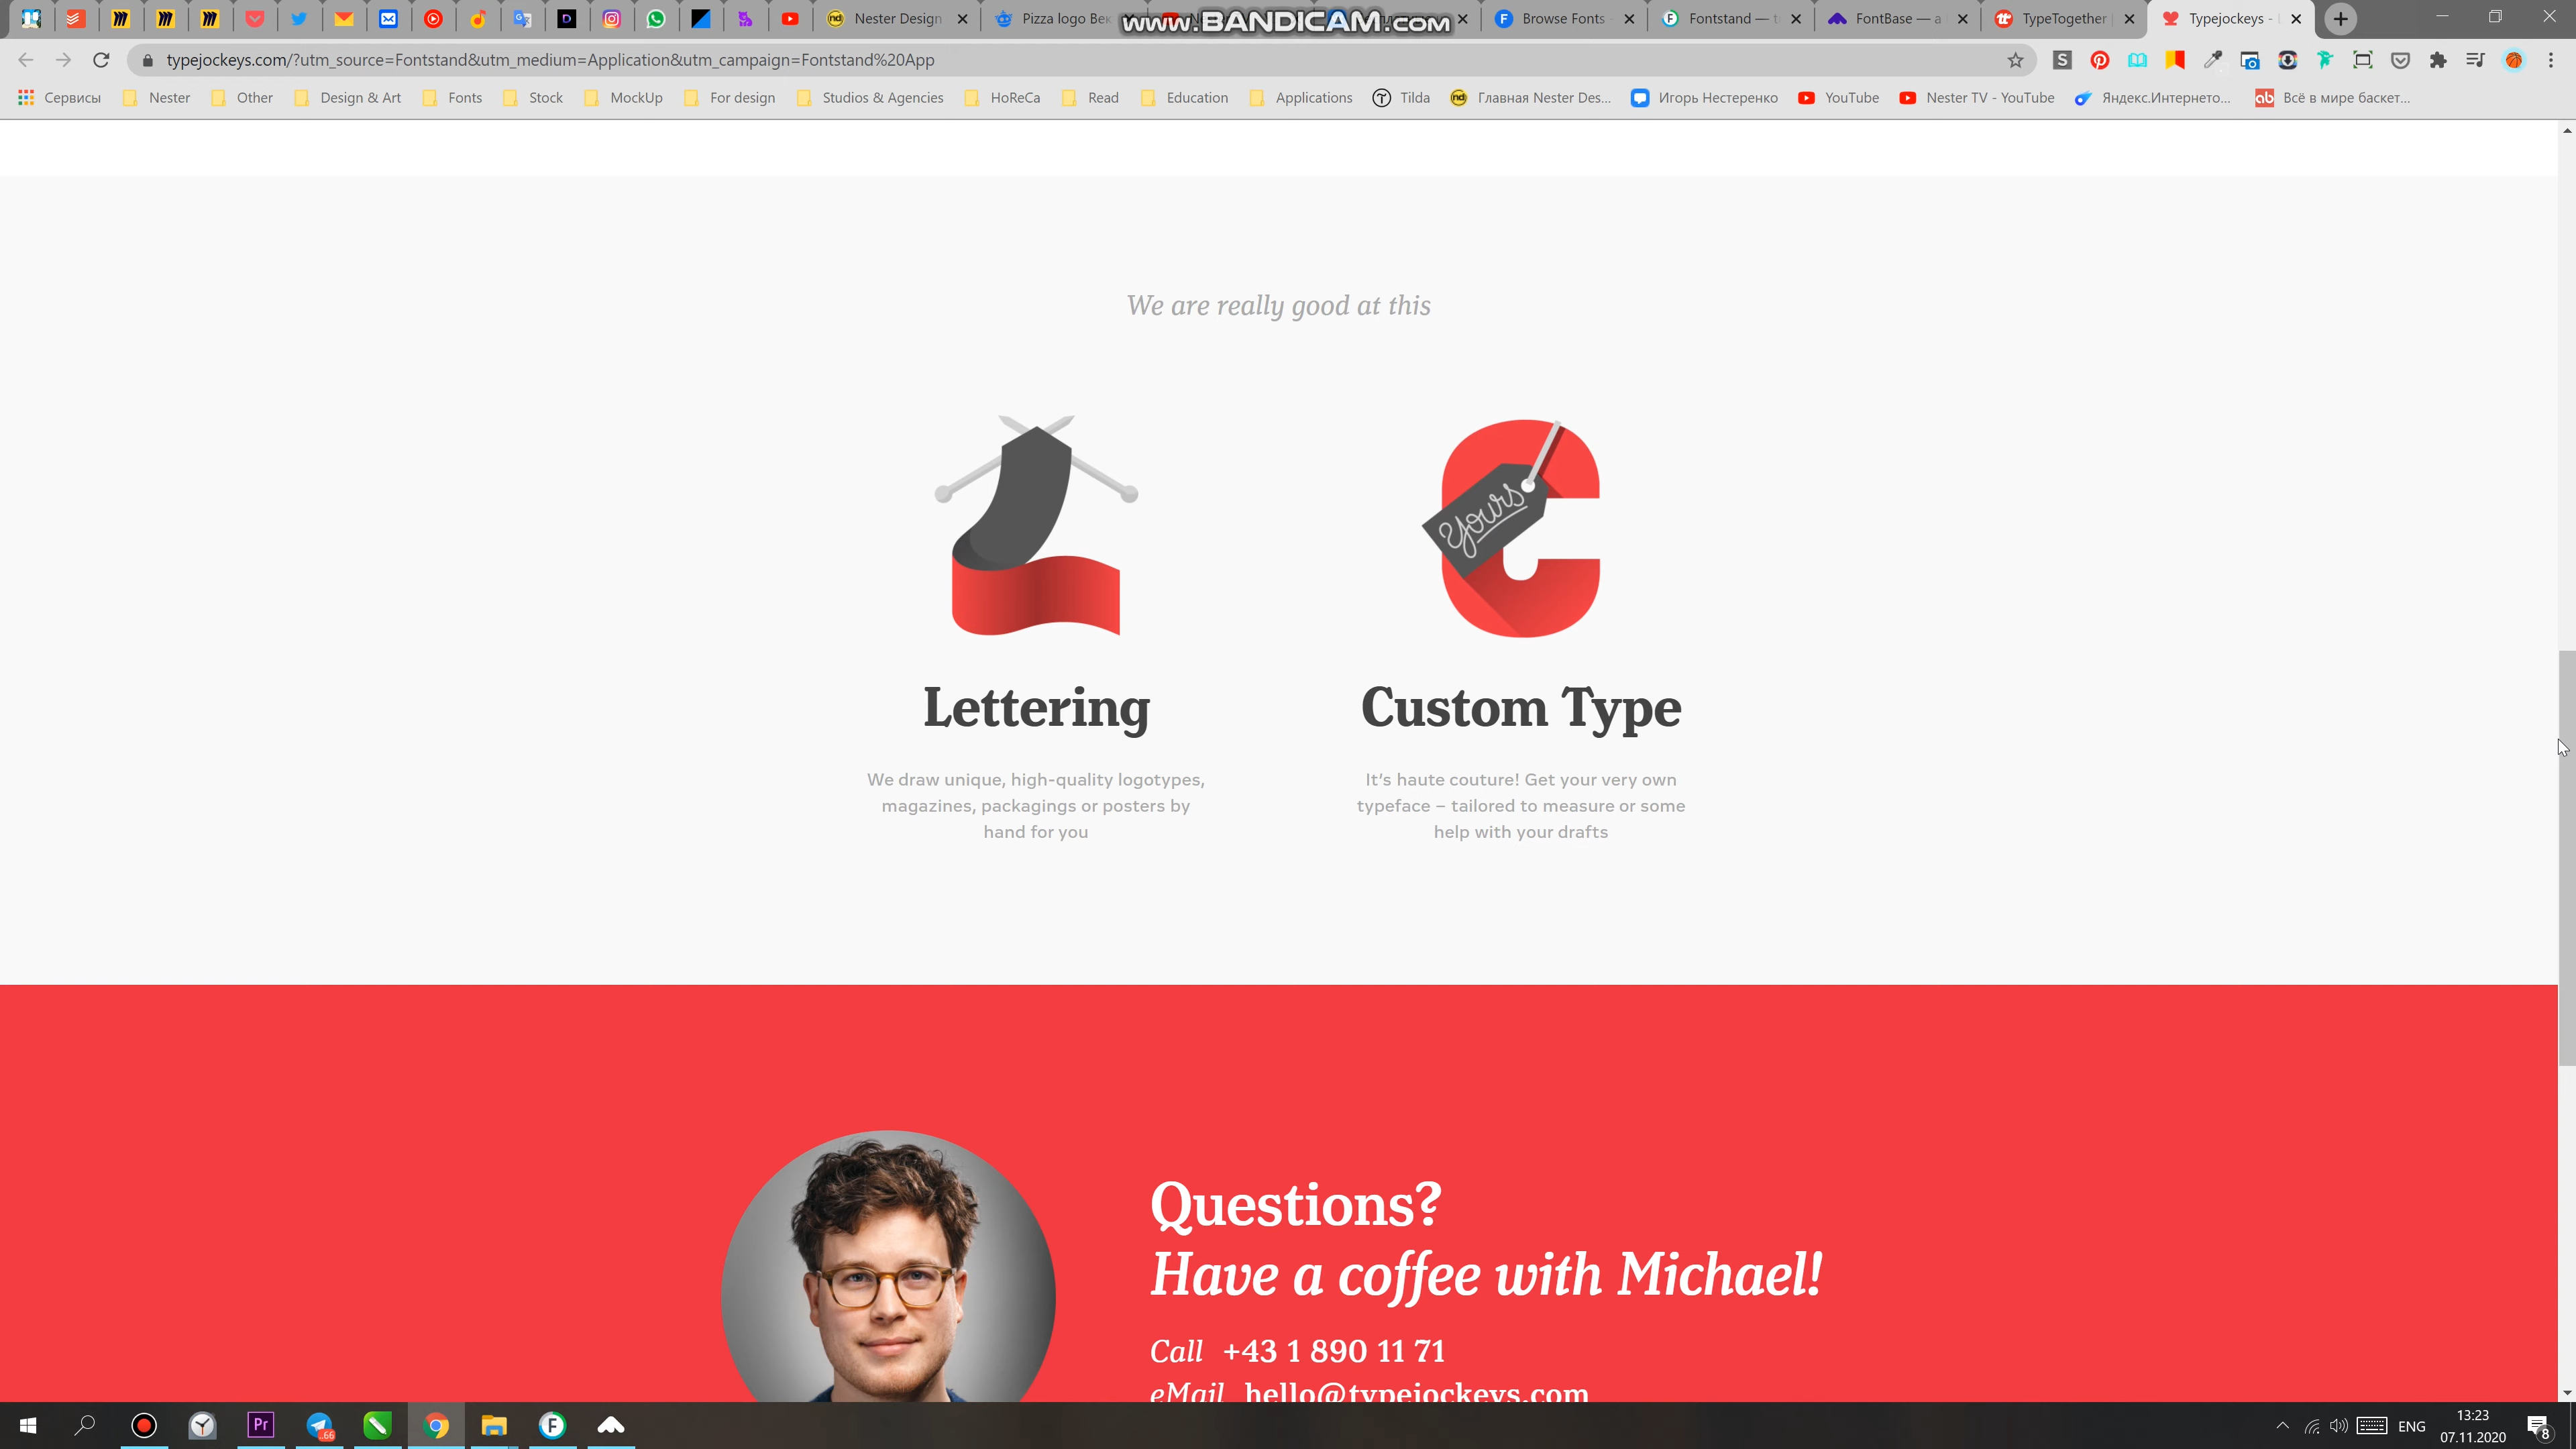 Nester Design
Pizza logo Век
www.BANDICAM.com
Browse Fonts
Fontstand — t
FontBase — a
TypeTogether
Typejockeys -
typejockeys.com/?utm_source=Fontstand&utm_medium=Application&utm_campaign=Fontstand%20App
Сервисы Nester Other Design & Art Fonts Stock MockUp For design Studios & Agencies HoReCa Read Education Applications Tilda Главная Nester Des... Игорь Нестеренко YouTube Nester TV - YouTube Яндекс.Интернето... Всё в мире баскет...
We are really good at this
Yours
Lettering
We draw unique, high-quality logotypes,
magazines, packagings or posters by
hand for you
Custom Type
It's haute couture! Get your very own
typeface – tailored to measure or some
help with your drafts
Questions?
Have a coffee with Michael!
Call +43 1 890 11 71
eMail hello@typejockeys.com
Pr
.66
F
ENG
13:23
07.11.2020
8